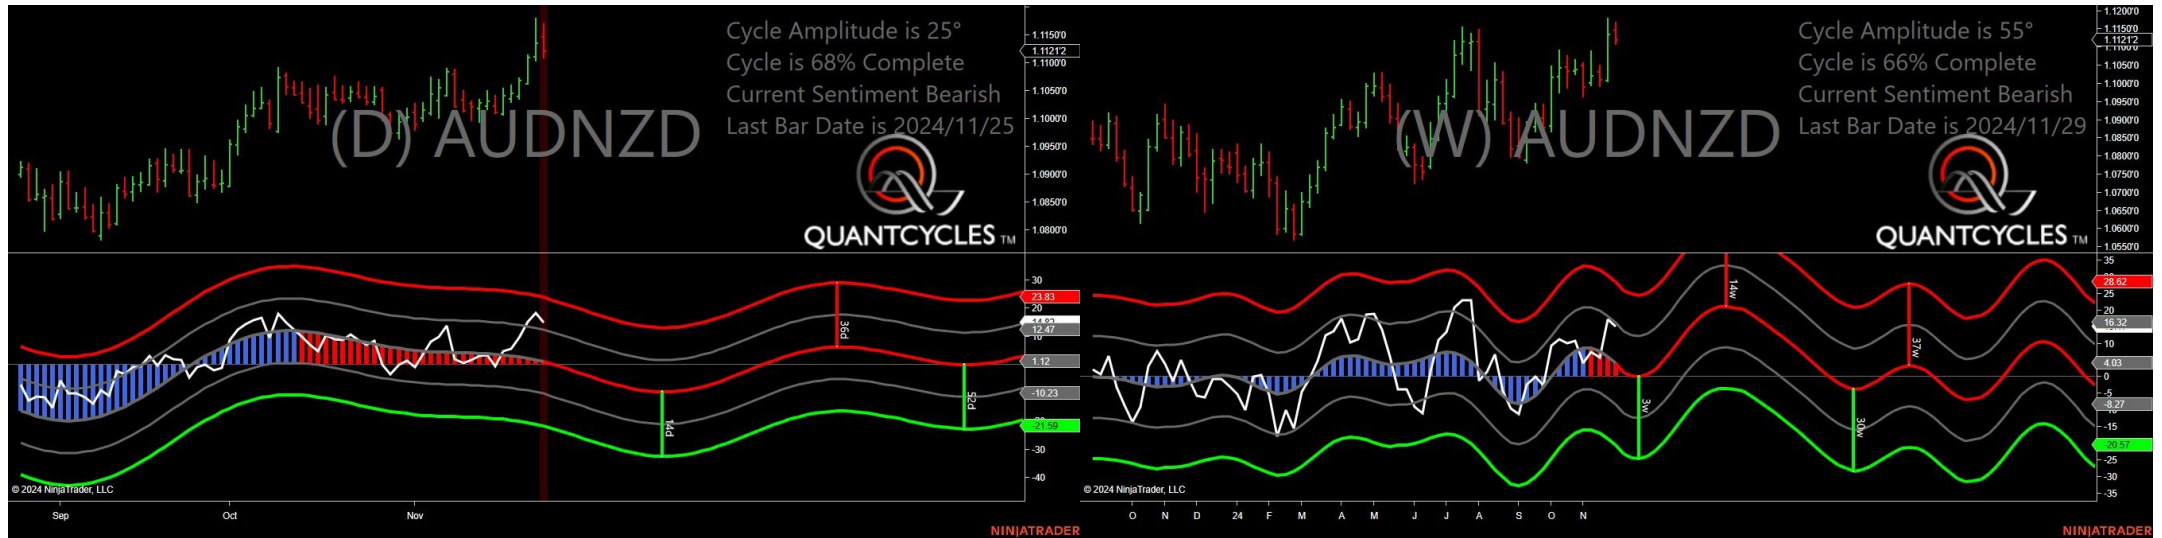 Cycle Amplitude is 25°
Cycle is 68% Complete
Current Sentiment Bearish
Last Bar Date is 2024/11/25
(D) AUDNZD
QUANTCYCLES TM
1.1150'0
1.1121'2
1.1100'0
1.1050'0
1.1000'0
1.0950'0
1.0900'0
1.0850'0
1.0800'0
30
23.83
20
12.47
10
1.12
-10.23
-21.59
-30
-40
36d
14d
52d
© 2024 NinjaTrader, LLC
Sep Oct Nov
NINJATRADER
Cycle Amplitude is 55°
Cycle is 66% Complete
Current Sentiment Bearish
Last Bar Date is 2024/11/29
(W) AUDNZD
QUANTCYCLES TM
1.1200'0
1.1150'0
1.1121'2
1.1100'0
1.1050'0
1.1000'0
1.0950'0
1.0900'0
1.0850'0
1.0800'0
1.0750'0
1.0700'0
1.0650'0
1.0600'0
1.0550'0
35
28.62
25
20
16.32
10
4.03
0
-5
-8.27
-15
-20.57
-25
-30
-35
14w
37w
3w
30w
© 2024 NinjaTrader, LLC
O N D 24 F M A M J J A S O N
NINJATRADER